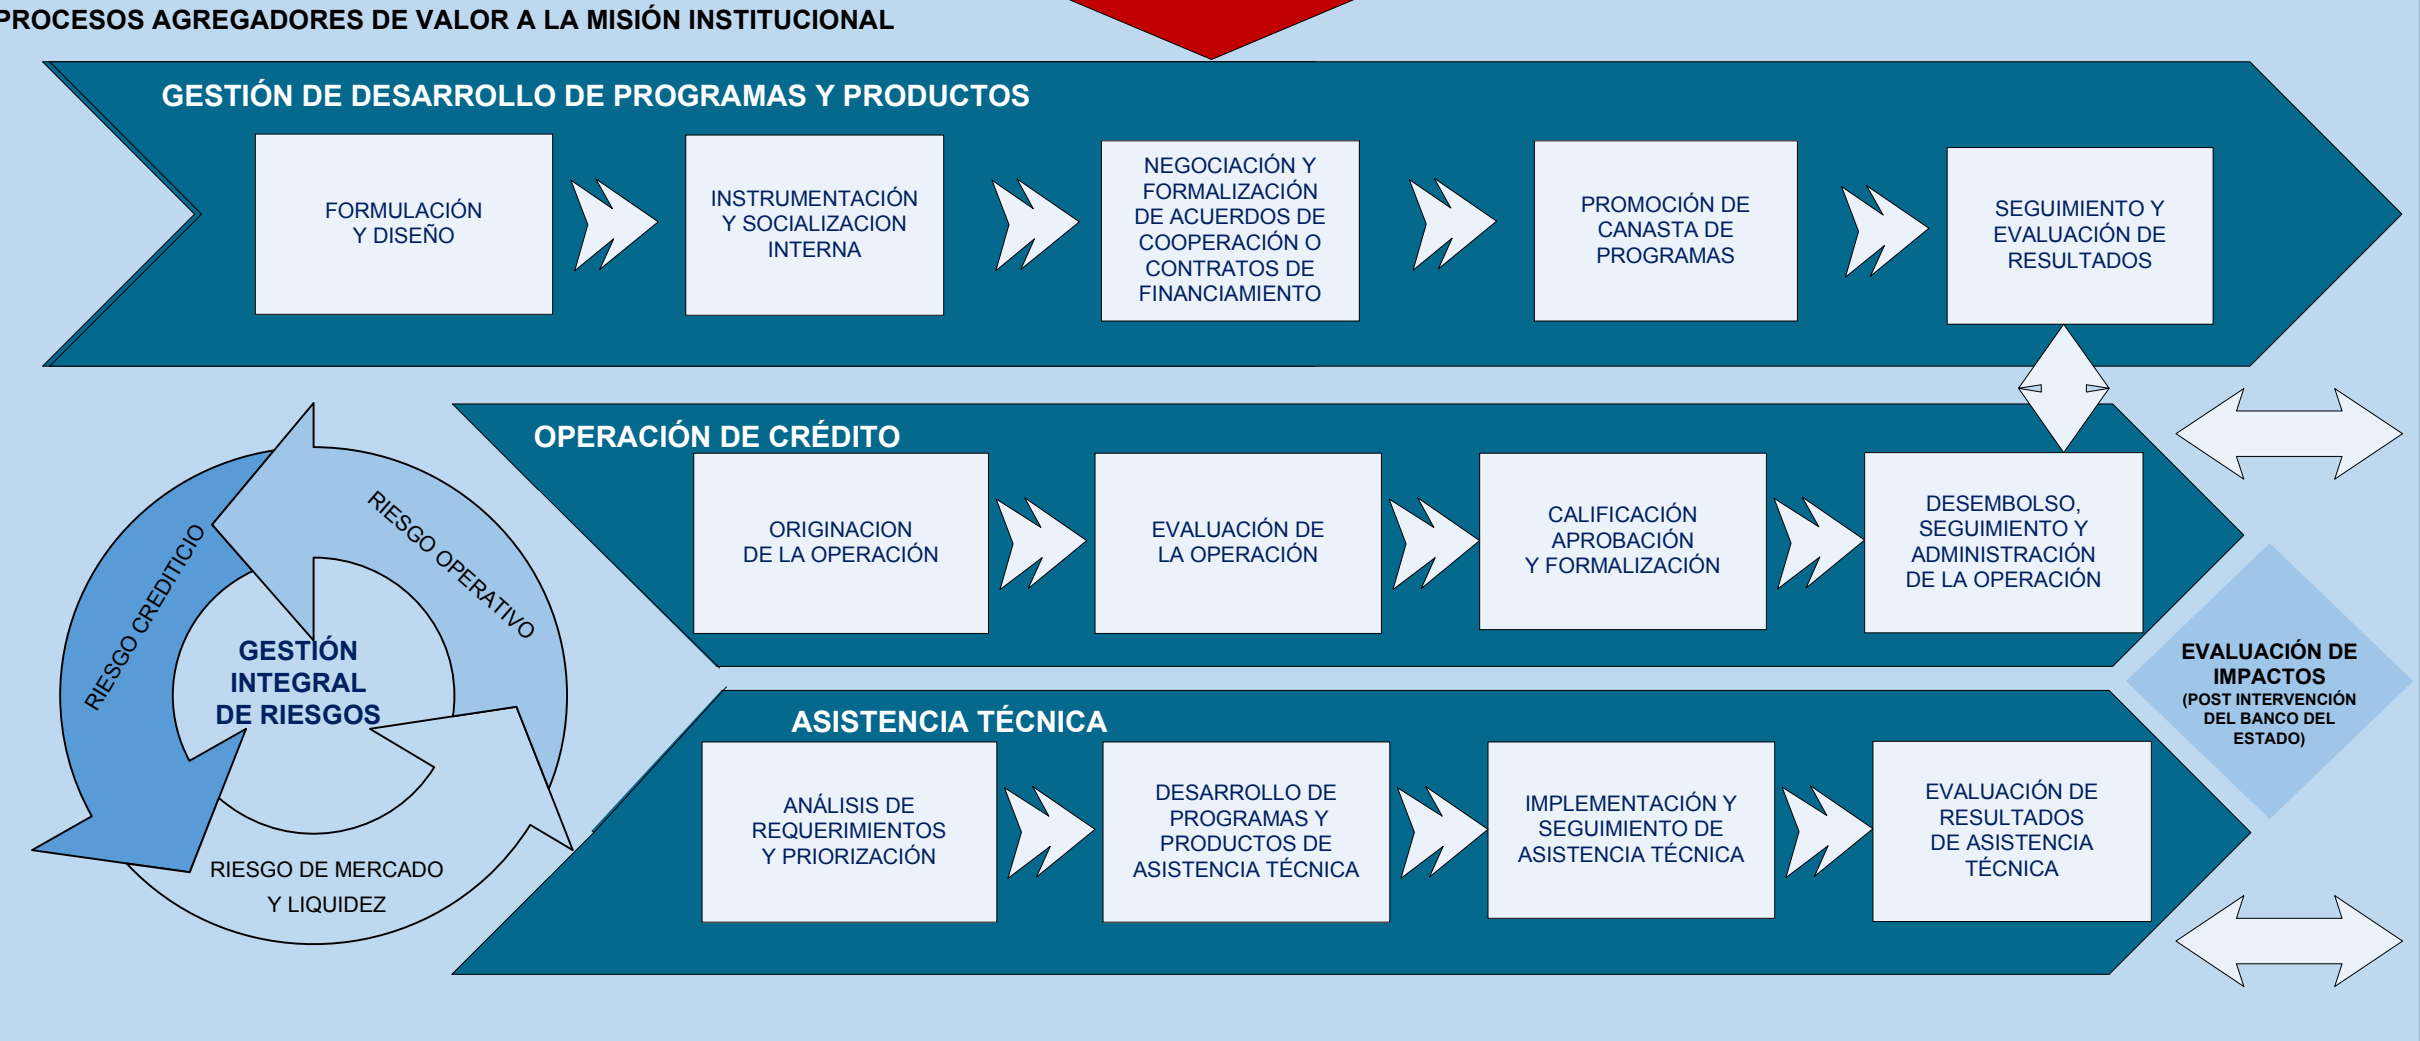 PROCESOS AGREGADORES DE VALOR A LA MISIÓN INSTITUCIONAL
GESTIÓN DE DESARROLLO DE PROGRAMAS Y PRODUCTOS
FORMULACIÓN
Y DISEÑO
INSTRUMENTACIÓN
Y SOCIALIZACION
INTERNA
NEGOCIACIÓN Y
FORMALIZACIÓN
DE ACUERDOS DE
COOPERACIÓN O
CONTRATOS DE
FINANCIAMIENTO
PROMOCIÓN DE
CANASTA DE
PROGRAMAS
SEGUIMIENTO Y
EVALUACIÓN DE
RESULTADOS
OPERACIÓN DE CRÉDITO
ORIGINACION
DE LA OPERACIÓN
EVALUACIÓN DE
LA OPERACIÓN
CALIFICACIÓN
APROBACIÓN
Y FORMALIZACIÓN
DESEMBOLSO,
SEGUIMIENTO Y
ADMINISTRACIÓN
DE LA OPERACIÓN
RIESGO CREDITICIO
RIESGO OPERATIVO
GESTIÓN
INTEGRAL
DE RIESGOS
RIESGO DE MERCADO
Y LIQUIDEZ
EVALUACIÓN DE
IMPACTOS
(POST INTERVENCIÓN
DEL BANCO DEL
ESTADO)
ASISTENCIA TÉCNICA
ANÁLISIS DE
REQUERIMIENTOS
Y PRIORIZACIÓN
DESARROLLO DE
PROGRAMAS Y
PRODUCTOS DE
ASISTENCIA TÉCNICA
IMPLEMENTACIÓN Y
SEGUIMIENTO DE
ASISTENCIA TÉCNICA
EVALUACIÓN DE
RESULTADOS
DE ASISTENCIA
TÉCNICA